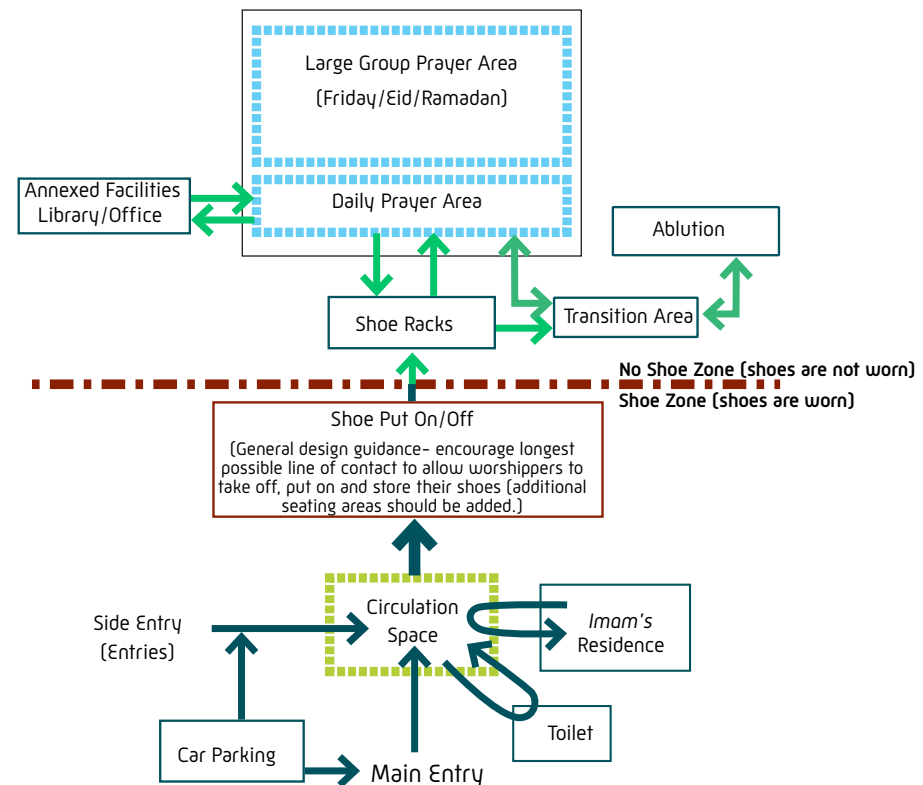 Large Group Prayer Area
(Friday/Eid/Ramadan)
Annexed Facilities
Library/Office
Daily Prayer Area
Ablution
Shoe Racks
Transition Area
No Shoe Zone (shoes are not worn)
Shoe Zone (shoes are worn)
Shoe Put On/Off
(General design guidance- encourage longest
possible line of contact to allow worshippers to
take off, put on and store their shoes (additional
seating areas should be added.)
Side Entry
(Entries)
Circulation
Space
Imam's
Residence
Toilet
Car Parking
Main Entry